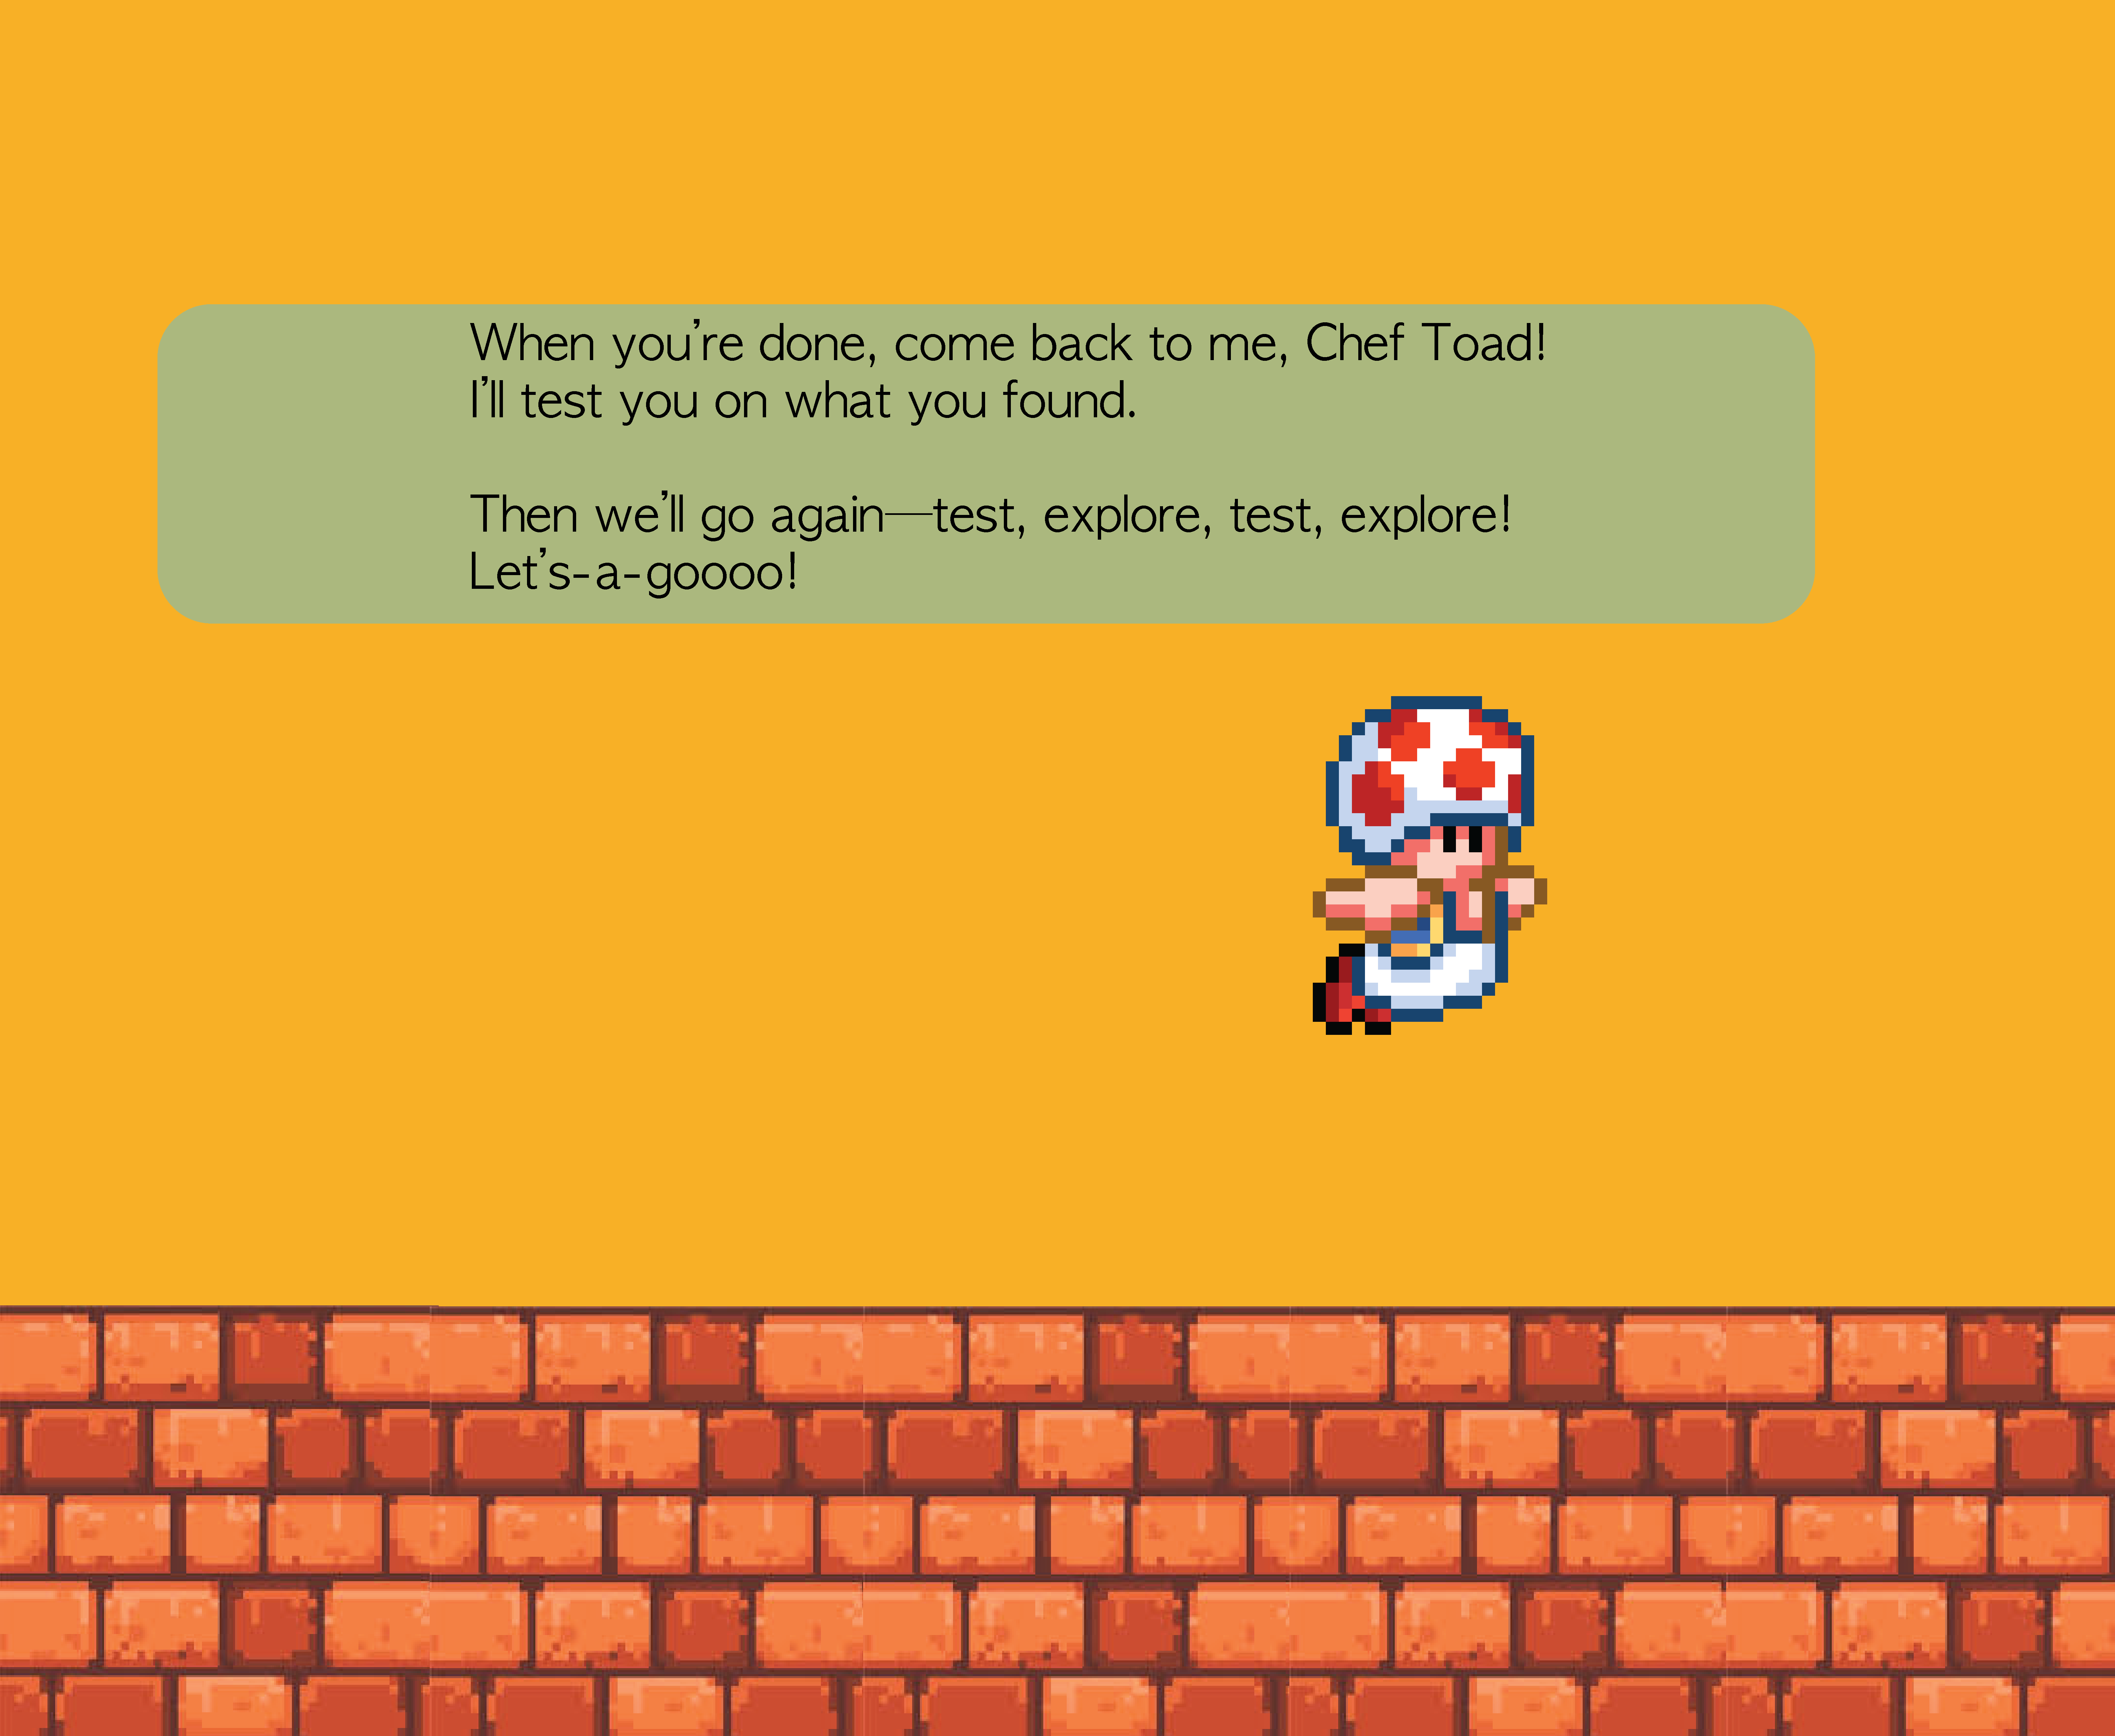 When you’re done, come back to me, Chef Toad!
I’ll test you on what you found.
Then we’ll go again—test, explore, test, explore!
Let’s-a-goooo!